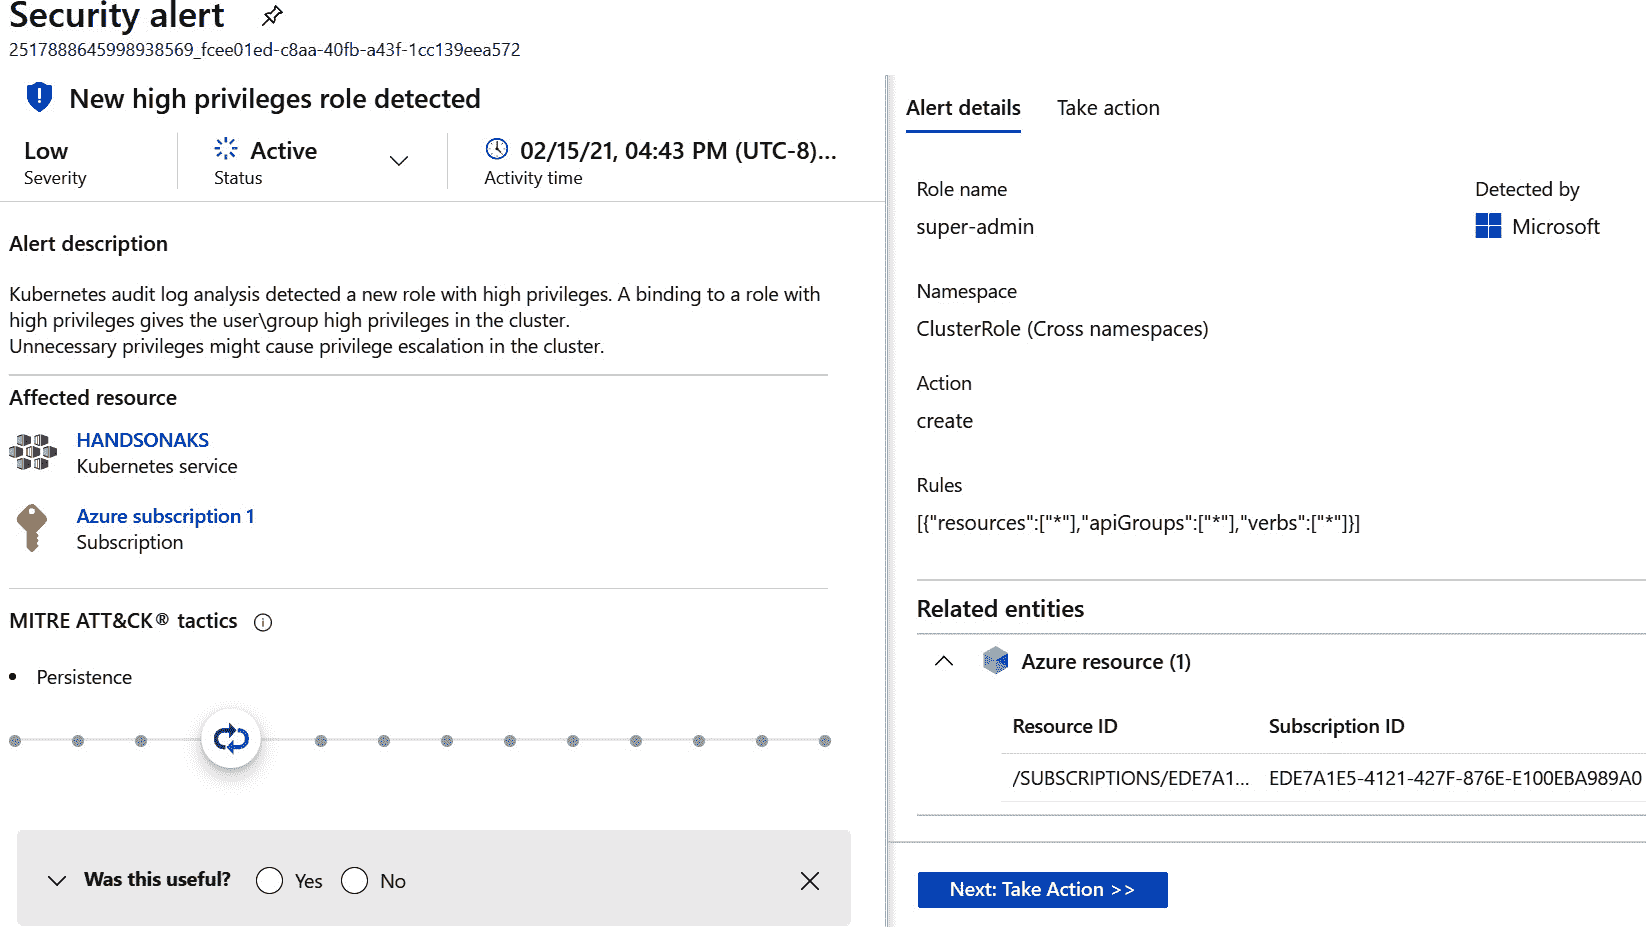 Security alert
2517888645998938569_fcee01ed-c8aa-40fb-a43f-1cc139eea572
New high privileges role detected
Low
Severity
Active
Status
02/15/21, 04:43 PM (UTC-8)...
Activity time
Alert description
Kubernetes audit log analysis detected a new role with high privileges. A binding to a role with
high privileges gives the user\group high privileges in the cluster.
Unnecessary privileges might cause privilege escalation in the cluster.
Affected resource
HANDSONAKS
Kubernetes service
Azure subscription 1
Subscription
MITRE ATT&CK® tactics
• Persistence
Was this useful? Yes No
Alert details Take action
Role name
super-admin
Detected by
Microsoft
Namespace
ClusterRole (Cross namespaces)
Action
create
Rules
[{"resources":["*"],"apiGroups":["*"],"verbs":["*"]}]
Related entities
Azure resource (1)
Resource ID Subscription ID
/SUBSCRIPTIONS/EDE7A1... EDE7A1E5-4121-427F-876E-E100EBA989A0
Next: Take Action >>